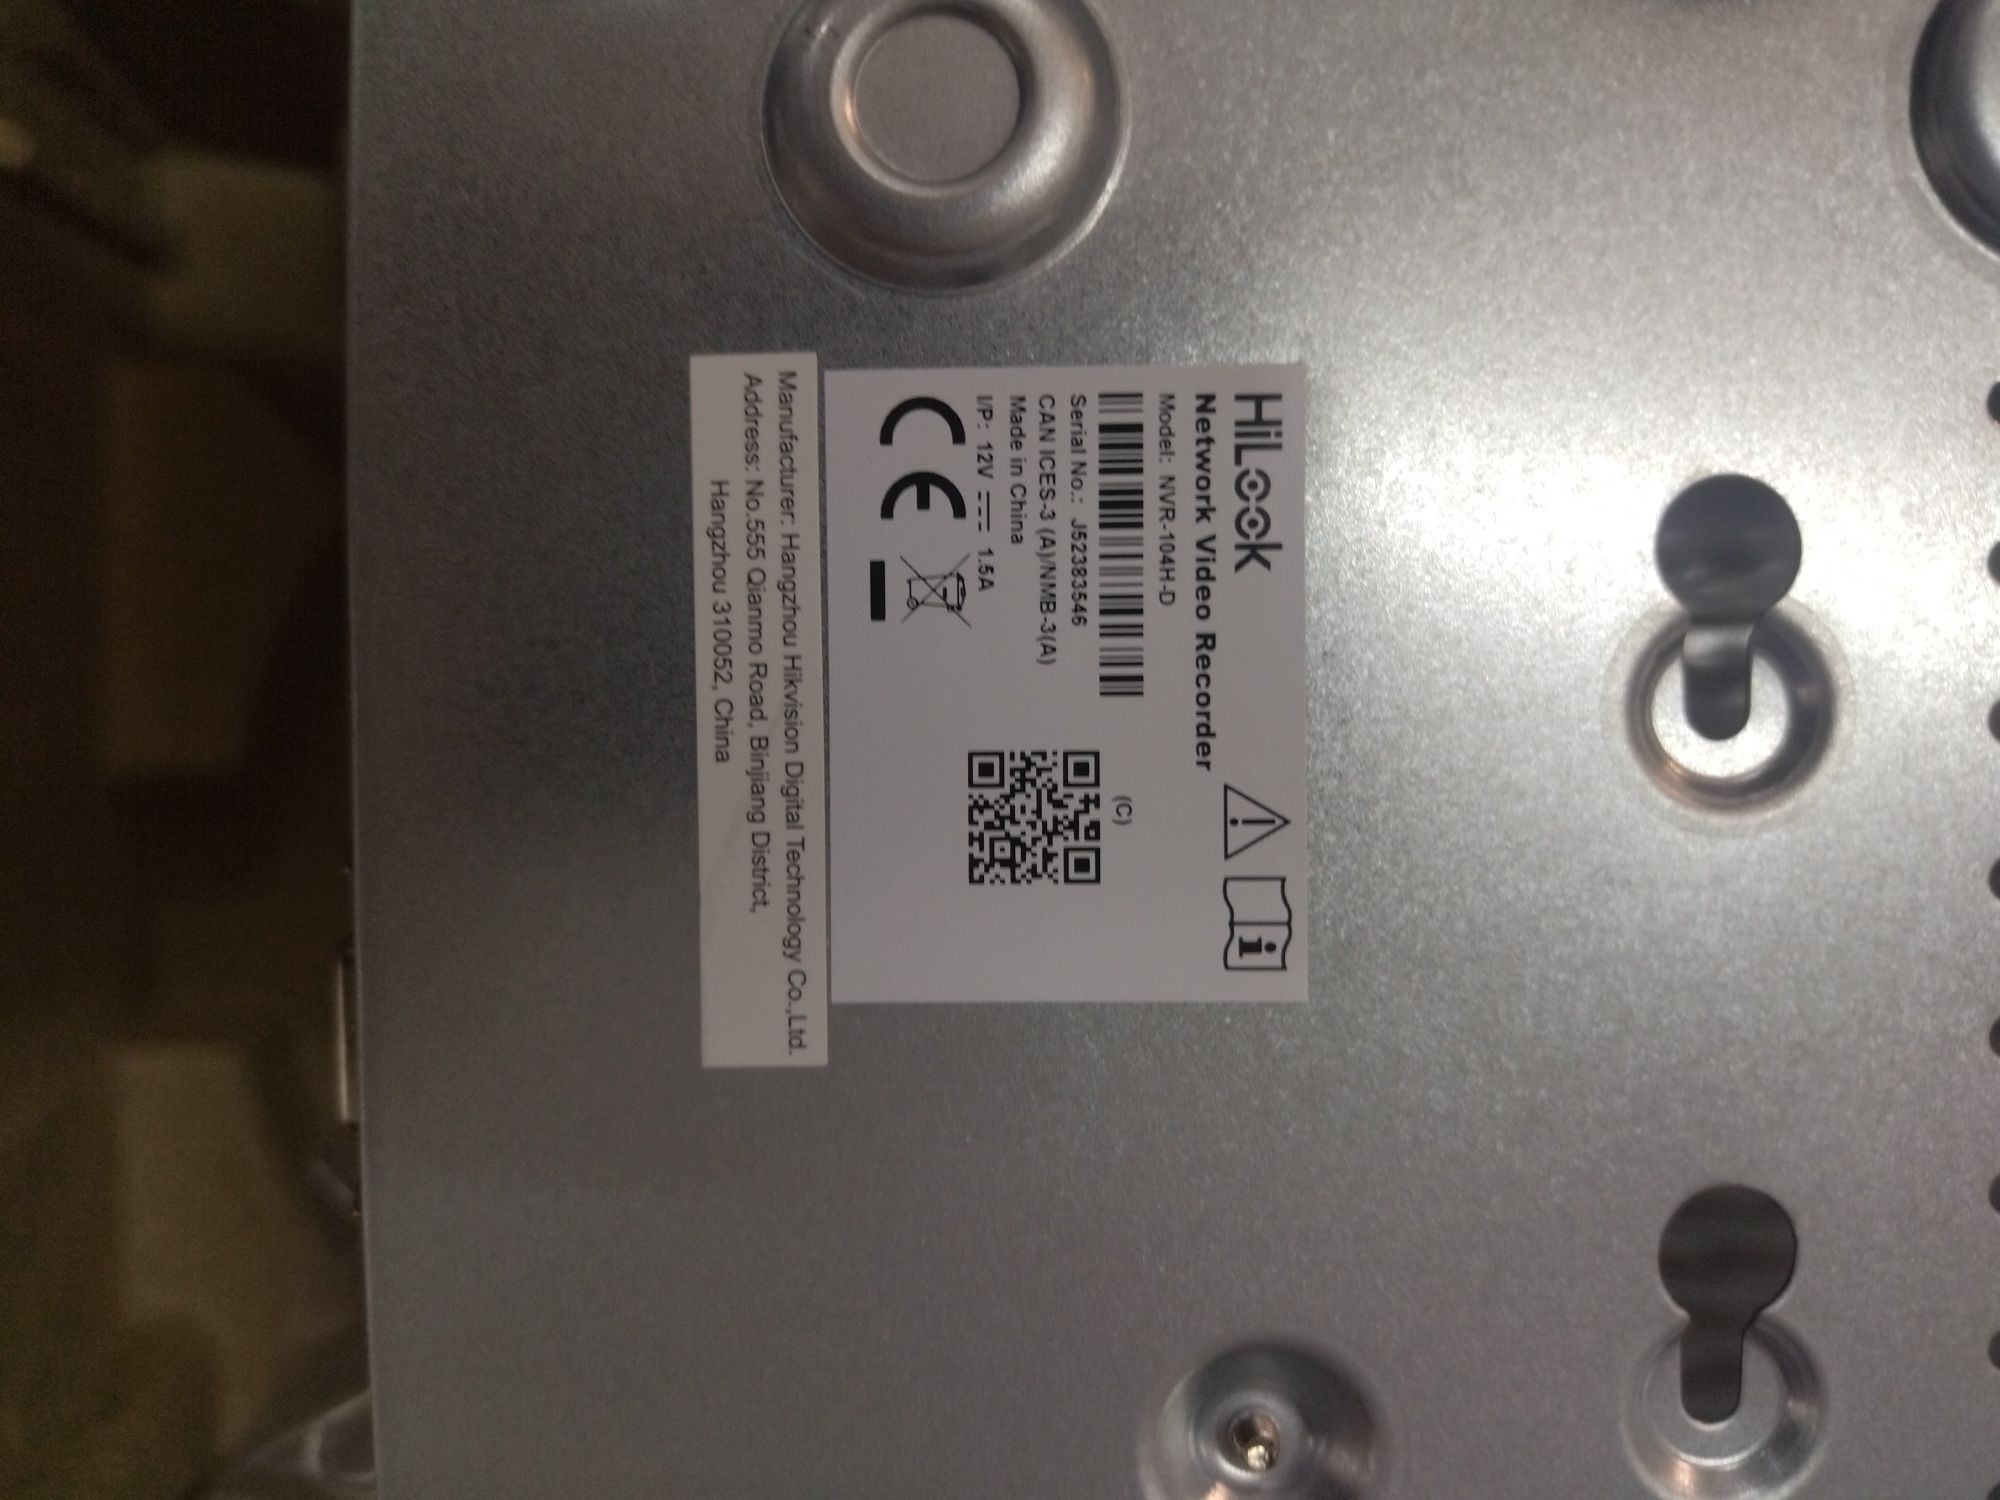 HiLook
Network Video Recorder
Model: NVR-104H-D
(C)
Serial No.: J52383546
CAN ICES-3 (A)/NMB-3(A)
Made in China
I/P: 12V ⎓ 1.5A
CE
Manufacturer: Hangzhou Hikvision Digital Technology Co.,Ltd.
Address: No.555 Qianmo Road, Binjiang District,
Hangzhou 310052, China